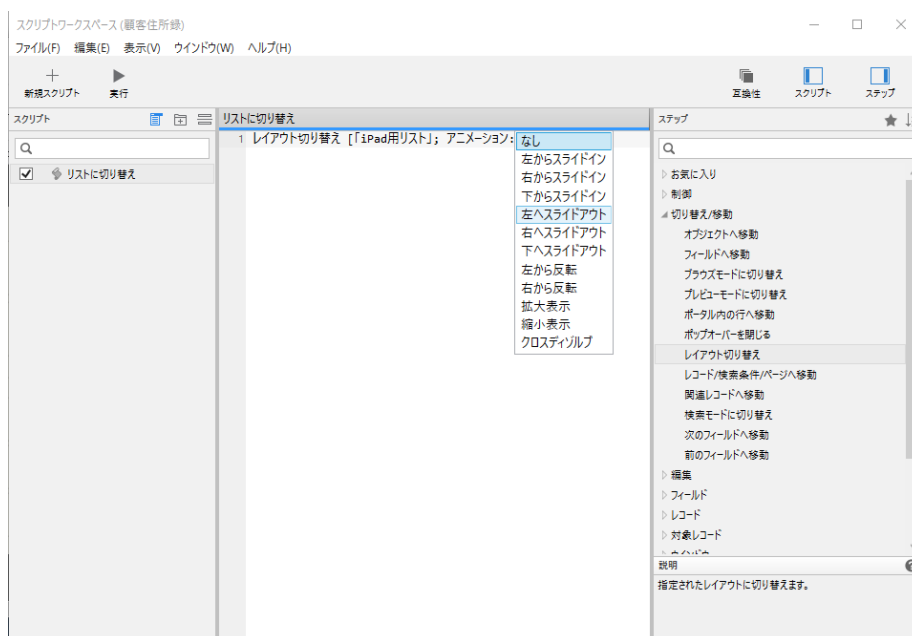 スクリプトワークスペース (顧客住所録)
ファイル(F) 編集(E) 表示(V) ウインドウ(W) ヘルプ(H)
新規スクリプト 実行 互換性 スクリプト ステップ
スクリプト
リストに切り替え
リストに切り替え
1 レイアウト切り替え [「iPad用リスト」; アニメーション:
なし
左からスライドイン
右からスライドイン
下からスライドイン
左へスライドアウト
右へスライドアウト
下へスライドアウト
左から反転
右から反転
拡大表示
縮小表示
クロスディゾルブ
ステップ
お気に入り
制御
切り替え/移動
オブジェクトへ移動
フィールドへ移動
ブラウズモードに切り替え
プレビューモードに切り替え
ポータル内の行へ移動
ポップオーバーを閉じる
レイアウト切り替え
レコード/検索条件/ページへ移動
関連レコードへ移動
検索モードに切り替え
次のフィールドへ移動
前のフィールドへ移動
編集
フィールド
レコード
対象レコード
説明
指定されたレイアウトに切り替えます。